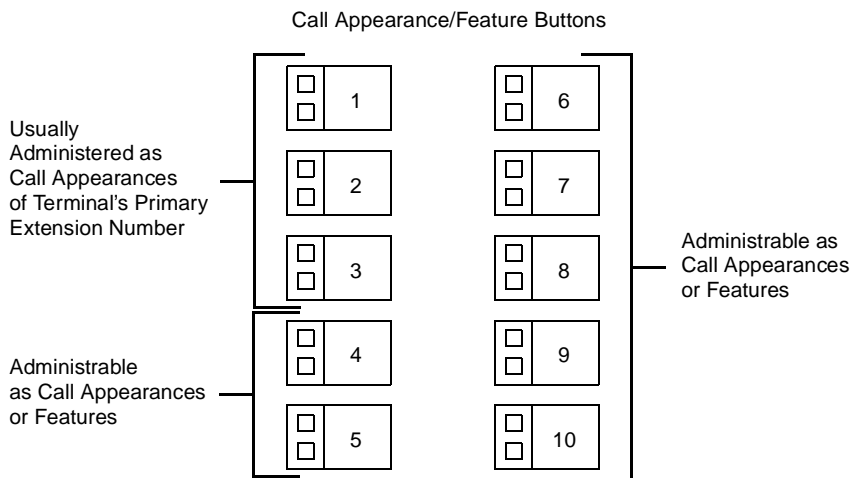 Call Appearance/Feature Buttons
Usually
Administered as
Call Appearances
of Terminal's Primary
Extension Number
Administrable
as Call Appearances
or Features
1
2
3
4
5
6
7
8
9
10
Administrable as
Call Appearances
or Features